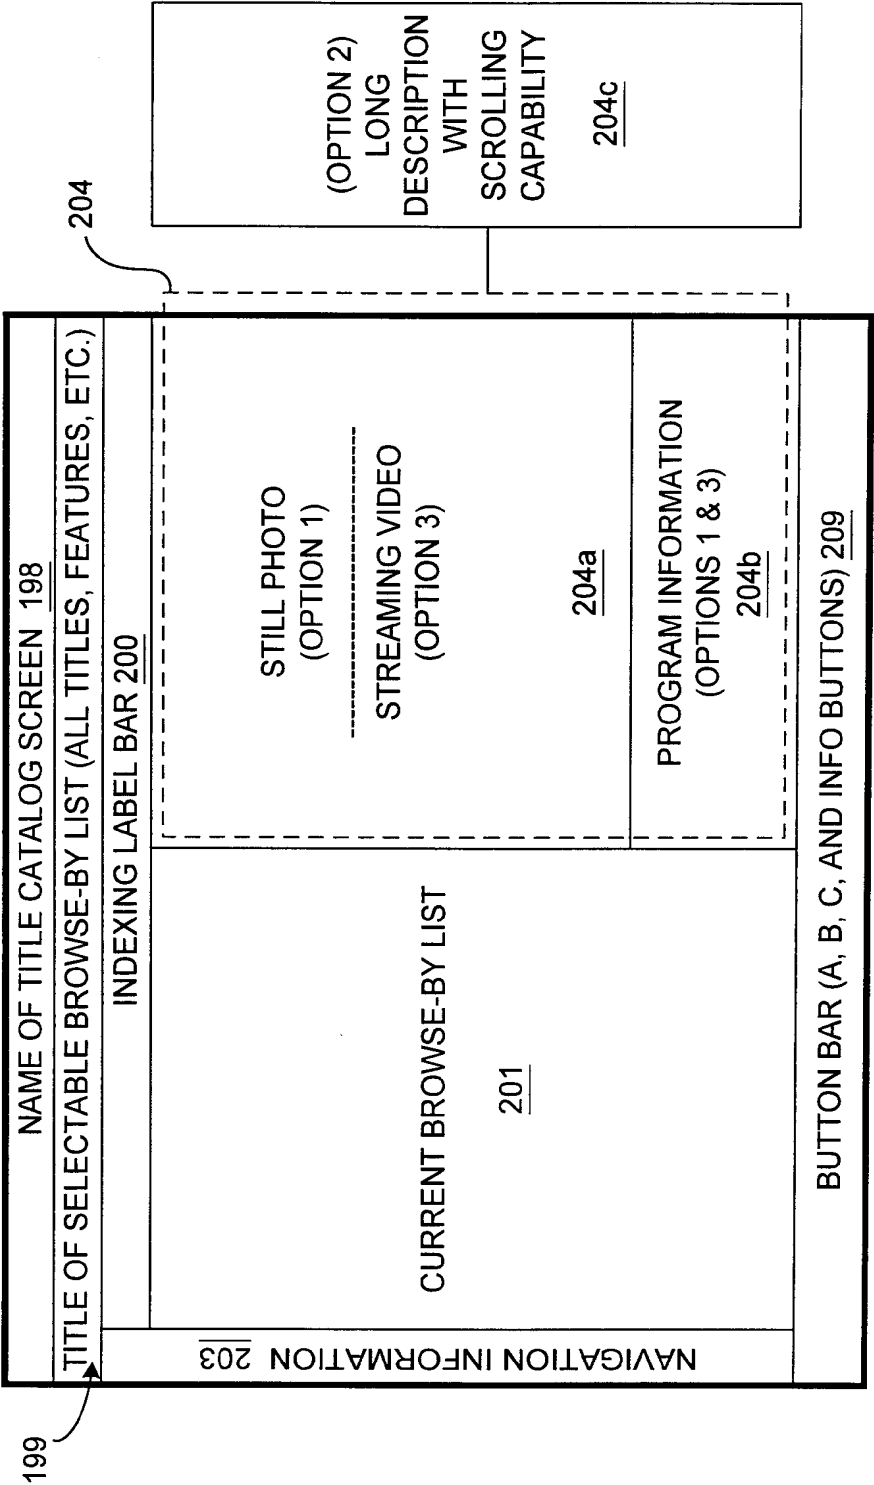 NAME OF TITLE CATALOG SCREEN 198
199
TITLE OF SELECTABLE BROWSE-BY LIST (ALL TITLES, FEATURES, ETC.)
INDEXING LABEL BAR 200
204
NAVIGATION INFORMATION 203
CURRENT BROWSE-BY LIST
201
STILL PHOTO
(OPTION 1)
STREAMING VIDEO
(OPTION 3)
204a
PROGRAM INFORMATION
(OPTIONS 1 & 3)
204b
(OPTION 2)
LONG
DESCRIPTION
WITH
SCROLLING
CAPABILITY
204c
BUTTON BAR (A, B, C, AND INFO BUTTONS) 209